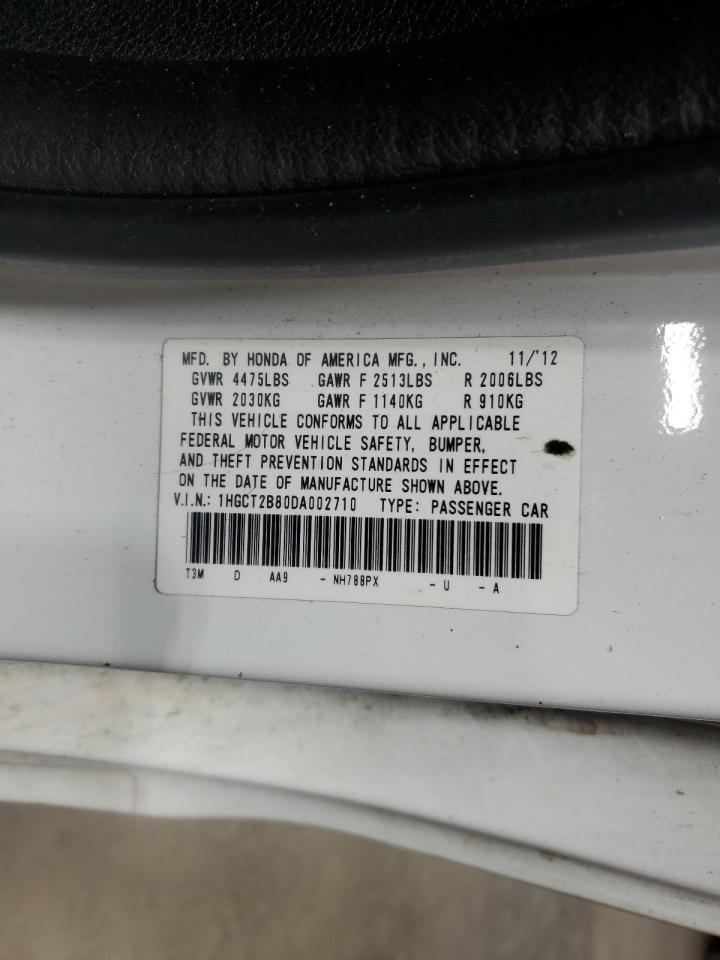 MFD. BY HONDA OF AMERICA MFG., INC. 11/'12
GVWR 4475LBS GAWR F 2513LBS R 2006LBS
GVWR 2030KG GAWR F 1140KG R 910KG
THIS VEHICLE CONFORMS TO ALL APPLICABLE
FEDERAL MOTOR VEHICLE SAFETY, BUMPER,
AND THEFT PREVENTION STANDARDS IN EFFECT
ON THE DATE OF MANUFACTURE SHOWN ABOVE.
V.I.N.: 1HGCT2B80DA002710 TYPE: PASSENGER CAR
T3M D AA9 - NH788PX - U - A